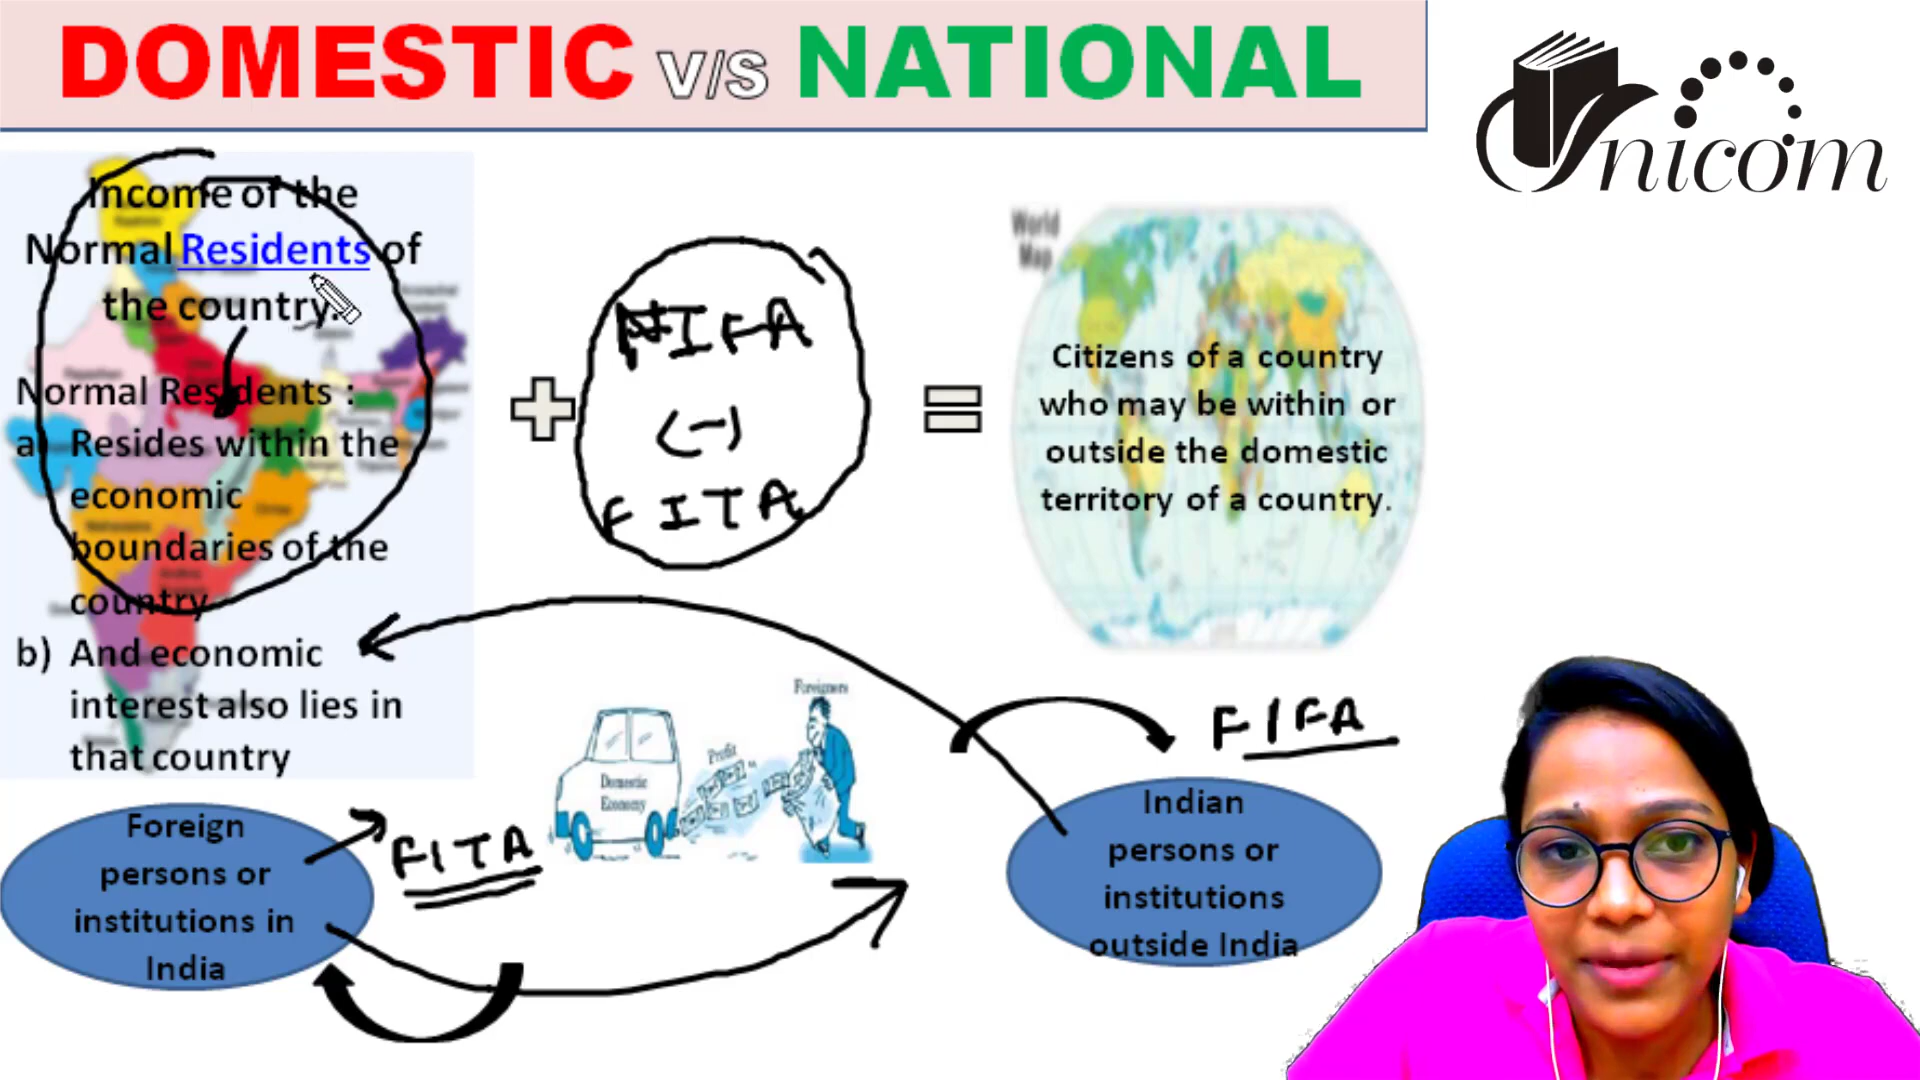 DOMESTIC V/S NATIONAL
Unicom
Income of the
Normal Residents of
the country.
Normal Residents :
a) Resides within the
economic
boundaries of the
country
b) And economic
interest also lies in
that country
NIFA
(-)
FITA
World
Map
Citizens of a country
who may be within or
outside the domestic
territory of a country.
Foreigners
Profit
Domestic
Economy
FIFA
FITA
Foreign
persons or
institutions in
India
Indian
persons or
institutions
outside India